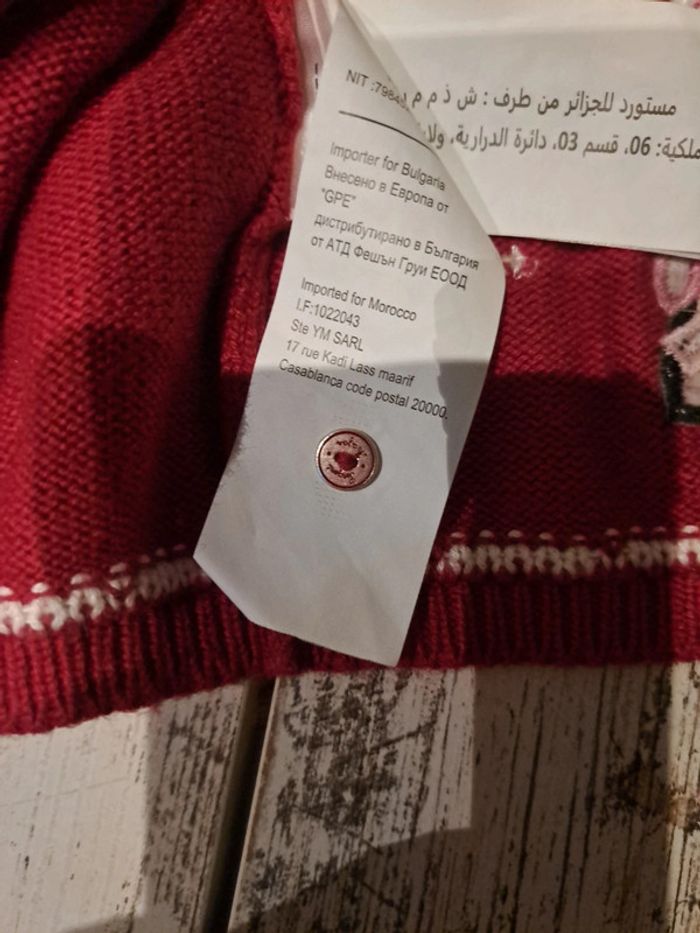 مستورد للجزائر من طرف : ش ذ م م
ملكية: 06، قسم 03، دائرة الدرارية، ولا
NIT :798
Importer for Bulgaria
Внесено в Европа от
"GPE"
дистрибутирано в България
от АТД Фешън Груи ЕООД
Imported for Morocco
I.F:1022043
Ste YM SARL
17 rue Kadi Lass maarif
Casablanca code postal 20000.